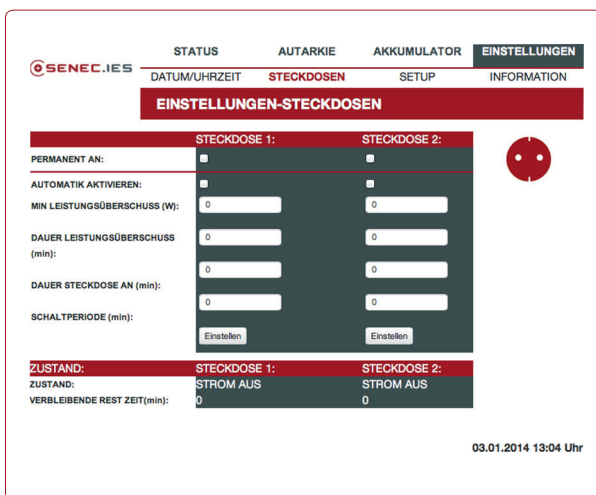 SENEC.IES
STATUS AUTARKIE AKKUMULATOR EINSTELLUNGEN
DATUM/UHRZEIT STECKDOSEN SETUP INFORMATION
EINSTELLUNGEN-STECKDOSEN
STECKDOSE 1: STECKDOSE 2:
PERMANENT AN:
AUTOMATIK AKTIVIEREN:
MIN LEISTUNGSÜBERSCHUSS (W): 0 0
DAUER LEISTUNGSÜBERSCHUSS 0 0
(min):
DAUER STECKDOSE AN (min): 0 0
SCHALTPERIODE (min): 0 0
Einstellen Einstellen
ZUSTAND: STECKDOSE 1: STECKDOSE 2:
ZUSTAND: STROM AUS STROM AUS
VERBLEIBENDE REST ZEIT(min): 0 0
03.01.2014 13:04 Uhr